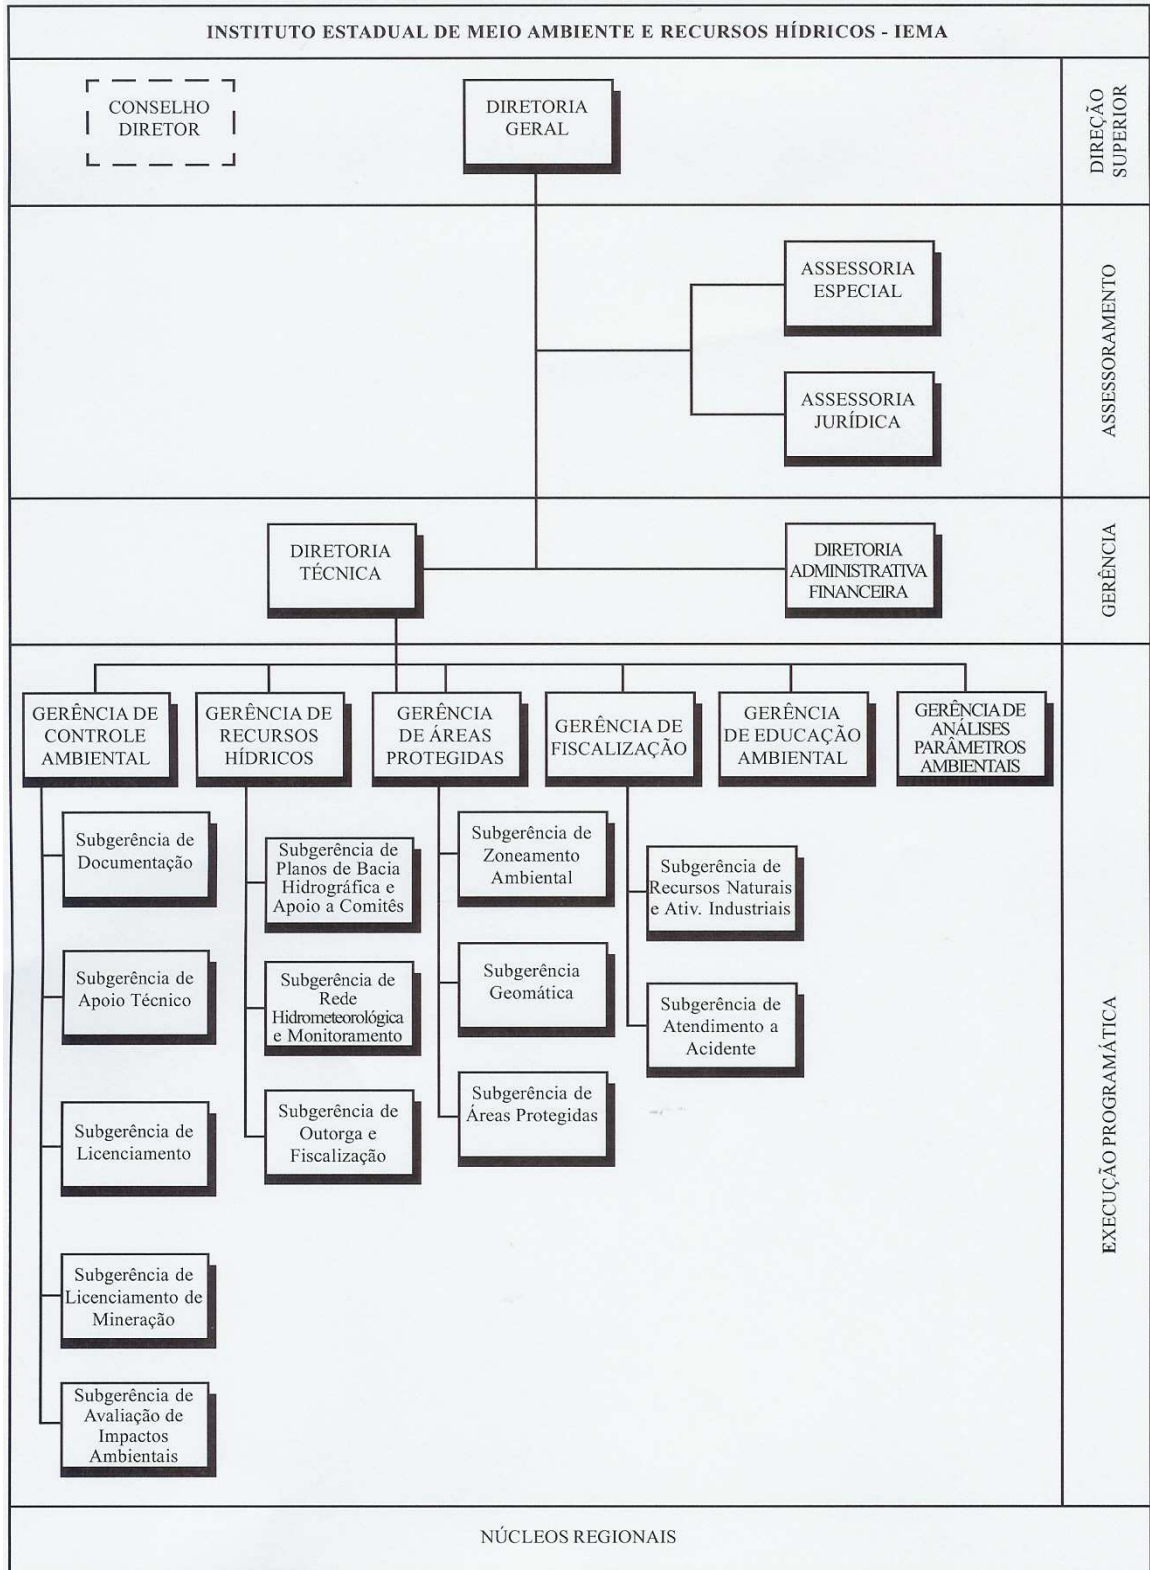 INSTITUTO ESTADUAL DE MEIO AMBIENTE E RECURSOS HÍDRICOS - IEMA
CONSELHO
DIRETOR
DIRETORIA
GERAL
DIREÇÃO
SUPERIOR
ASSESSORIA
ESPECIAL
ASSESSORIA
JURÍDICA
ASSESSORAMENTO
DIRETORIA
TÉCNICA
DIRETORIA
ADMINISTRATIVA
FINANCEIRA
GERÊNCIA
GERÊNCIA DE
CONTROLE
AMBIENTAL
GERÊNCIA DE
RECURSOS
HÍDRICOS
GERÊNCIA
DE ÁREAS
PROTEGIDAS
GERÊNCIA DE
FISCALIZAÇÃO
GERÊNCIA
DE EDUCAÇÃO
AMBIENTAL
GERÊNCIA DE
ANÁLISES
PARÂMETROS
AMBIENTAIS
Subgerência de
Documentação
Subgerência de
Apoio Técnico
Subgerência de
Licenciamento
Subgerência de
Licenciamento de
Mineração
Subgerência de
Avaliação de
Impactos
Ambientais
Subgerência de
Planos de Bacia
Hidrográfica e
Apoio a Comitês
Subgerência de
Rede
Hidrometeorológica
e Monitoramento
Subgerência de
Outorga e
Fiscalização
Subgerência de
Zoneamento
Ambiental
Subgerência
Geomática
Subgerência de
Áreas Protegidas
Subgerência de
Recursos Naturais
e Ativ. Industriais
Subgerência de
Atendimento a
Acidente
EXECUÇÃO PROGRAMÁTICA
NÚCLEOS REGIONAIS